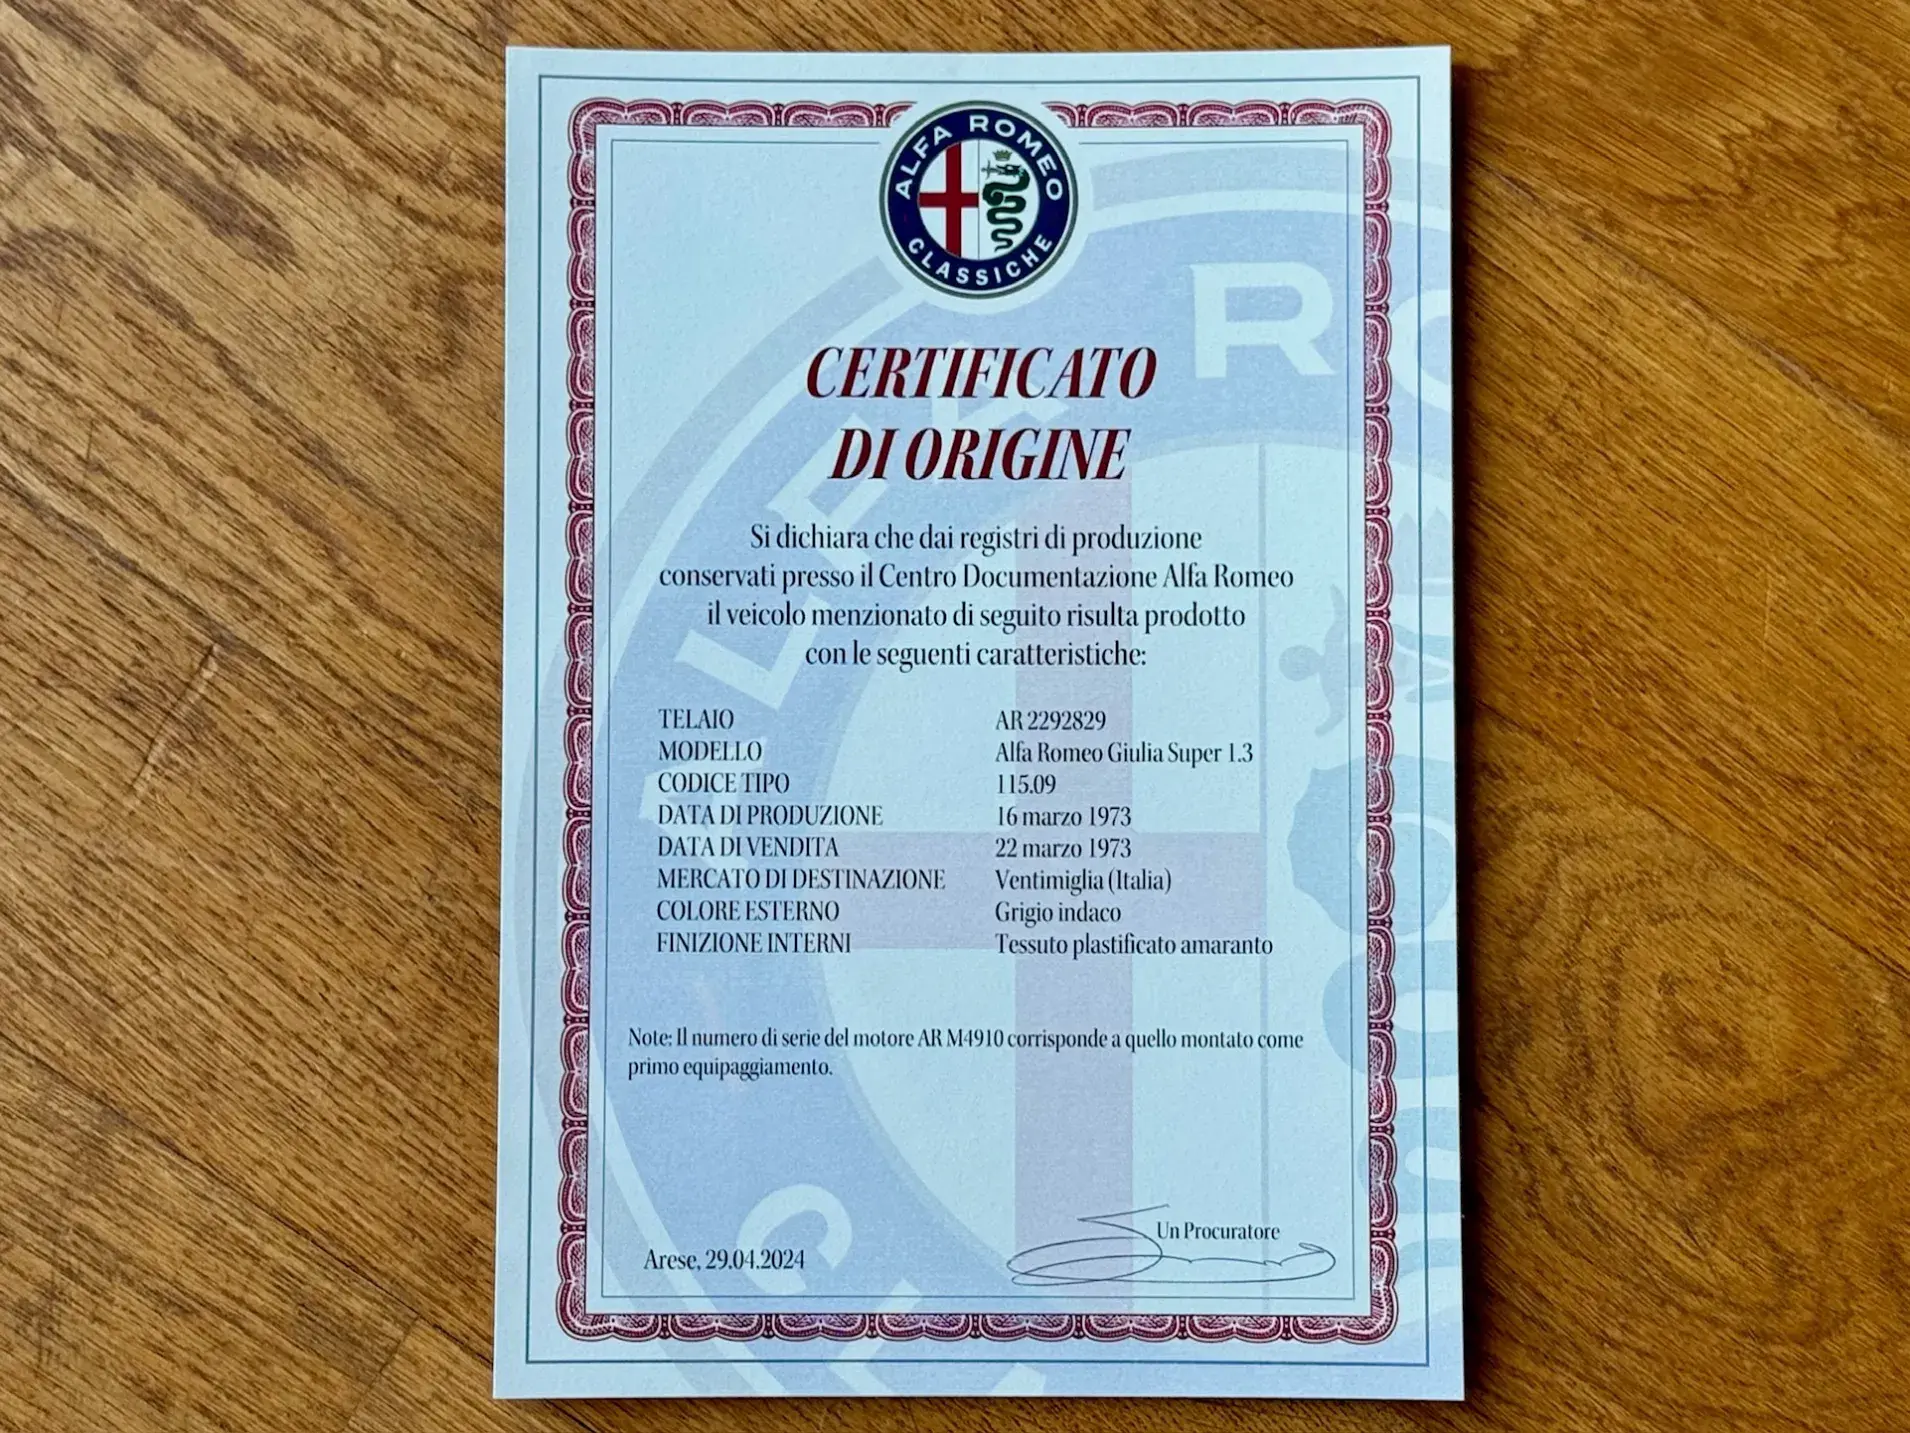 ALFA ROMEO
CLASSICHE
CERTIFICATO
DI ORIGINE
Si dichiara che dai registri di produzione
conservati presso il Centro Documentazione Alfa Romeo
il veicolo menzionato di seguito risulta prodotto
con le seguenti caratteristiche:
TELAIO AR 2292829
MODELLO Alfa Romeo Giulia Super 1.3
CODICE TIPO 115.09
DATA DI PRODUZIONE 16 marzo 1973
DATA DI VENDITA 22 marzo 1973
MERCATO DI DESTINAZIONE Ventimiglia (Italia)
COLORE ESTERNO Grigio indaco
FINIZIONE INTERNI Tessuto plastificato amaranto
Note: Il numero di serie del motore AR M4910 corrisponde a quello montato come
primo equipaggiamento.
Un Procuratore
Arese, 29.04.2024